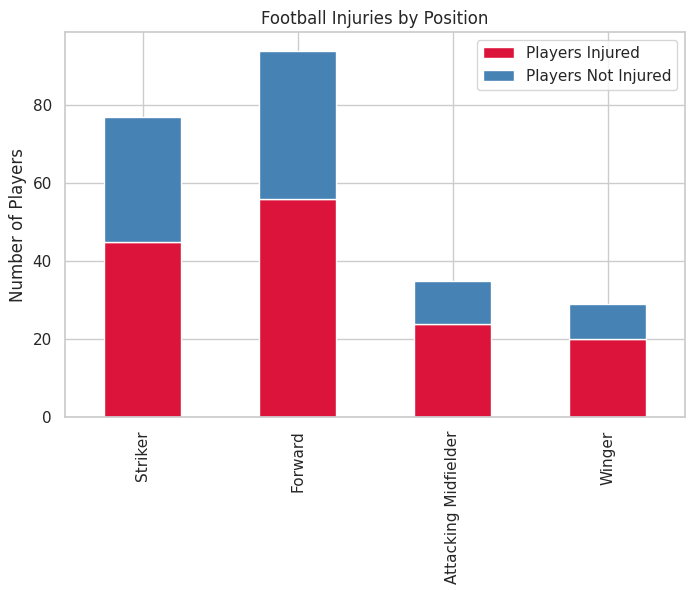 Football Injuries by Position
Players Injured
Players Not Injured
Number of Players
80
60
40
20
0
Striker
Forward
Attacking Midfielder
Winger